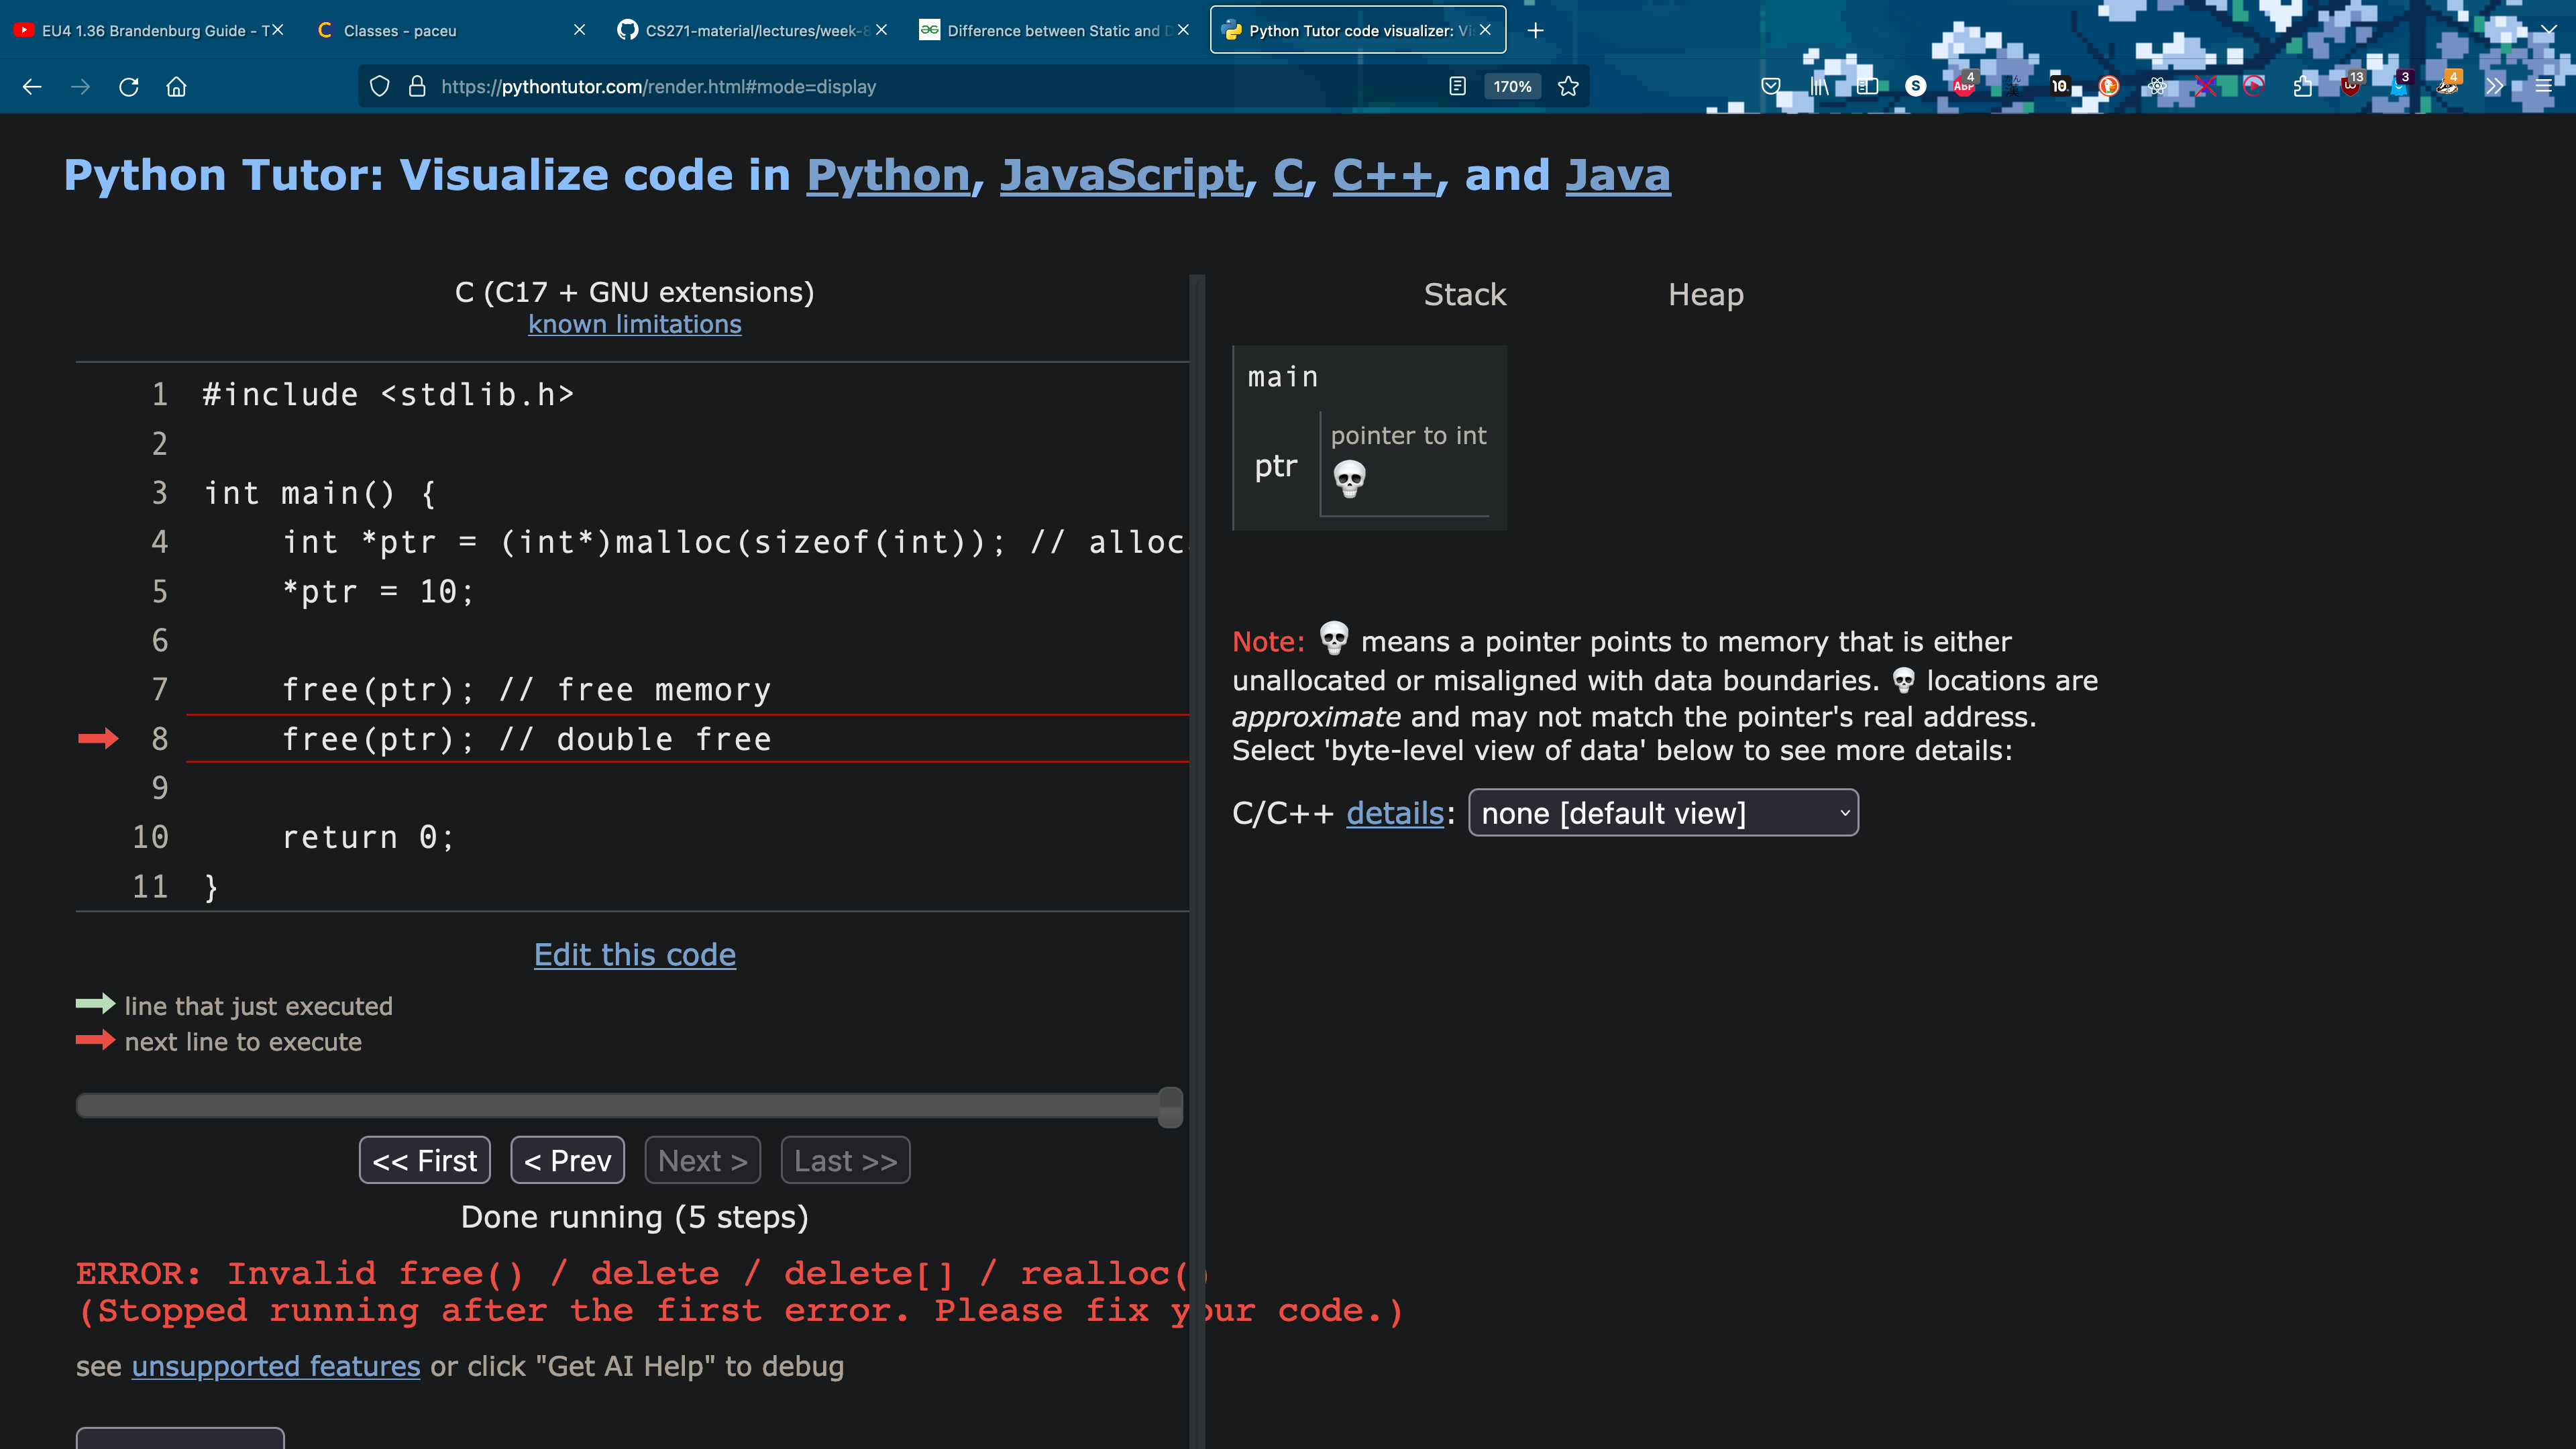 EU4 1.36 Brandenburg Guide - T
Classes - paceu
CS271-material/lectures/week-8
Difference between Static and D
Python Tutor code visualizer: Vi
https://pythontutor.com/render.html#mode=display
170%
S
4
ABP
10
13
3
4
Python Tutor: Visualize code in Python, JavaScript, C, C++, and Java
C (C17 + GNU extensions)
known limitations
1 #include <stdlib.h>
2
3 int main() {
4 int *ptr = (int*)malloc(sizeof(int)); // alloc
5 *ptr = 10;
6
7 free(ptr); // free memory
8 free(ptr); // double free
9
10 return 0;
11 }
Edit this code
line that just executed
next line to execute
<< First < Prev Next > Last >>
Done running (5 steps)
ERROR: Invalid free() / delete / delete[] / realloc()
(Stopped running after the first error. Please fix your code.)
see unsupported features or click "Get AI Help" to debug
Stack Heap
main
ptr
pointer to int
💀
Note: 💀 means a pointer points to memory that is either
unallocated or misaligned with data boundaries. 💀 locations are
approximate and may not match the pointer's real address.
Select 'byte-level view of data' below to see more details:
C/C++ details: none [default view]